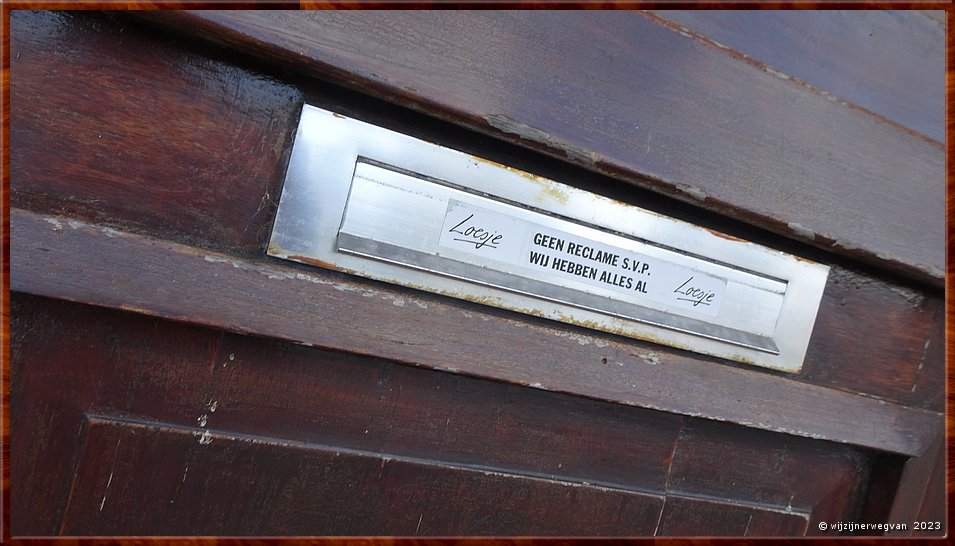 Loesje
GEEN RECLAME S.V.P.
WIJ HEBBEN ALLES AL
Loesje
© wijzijnerwegvan 2023